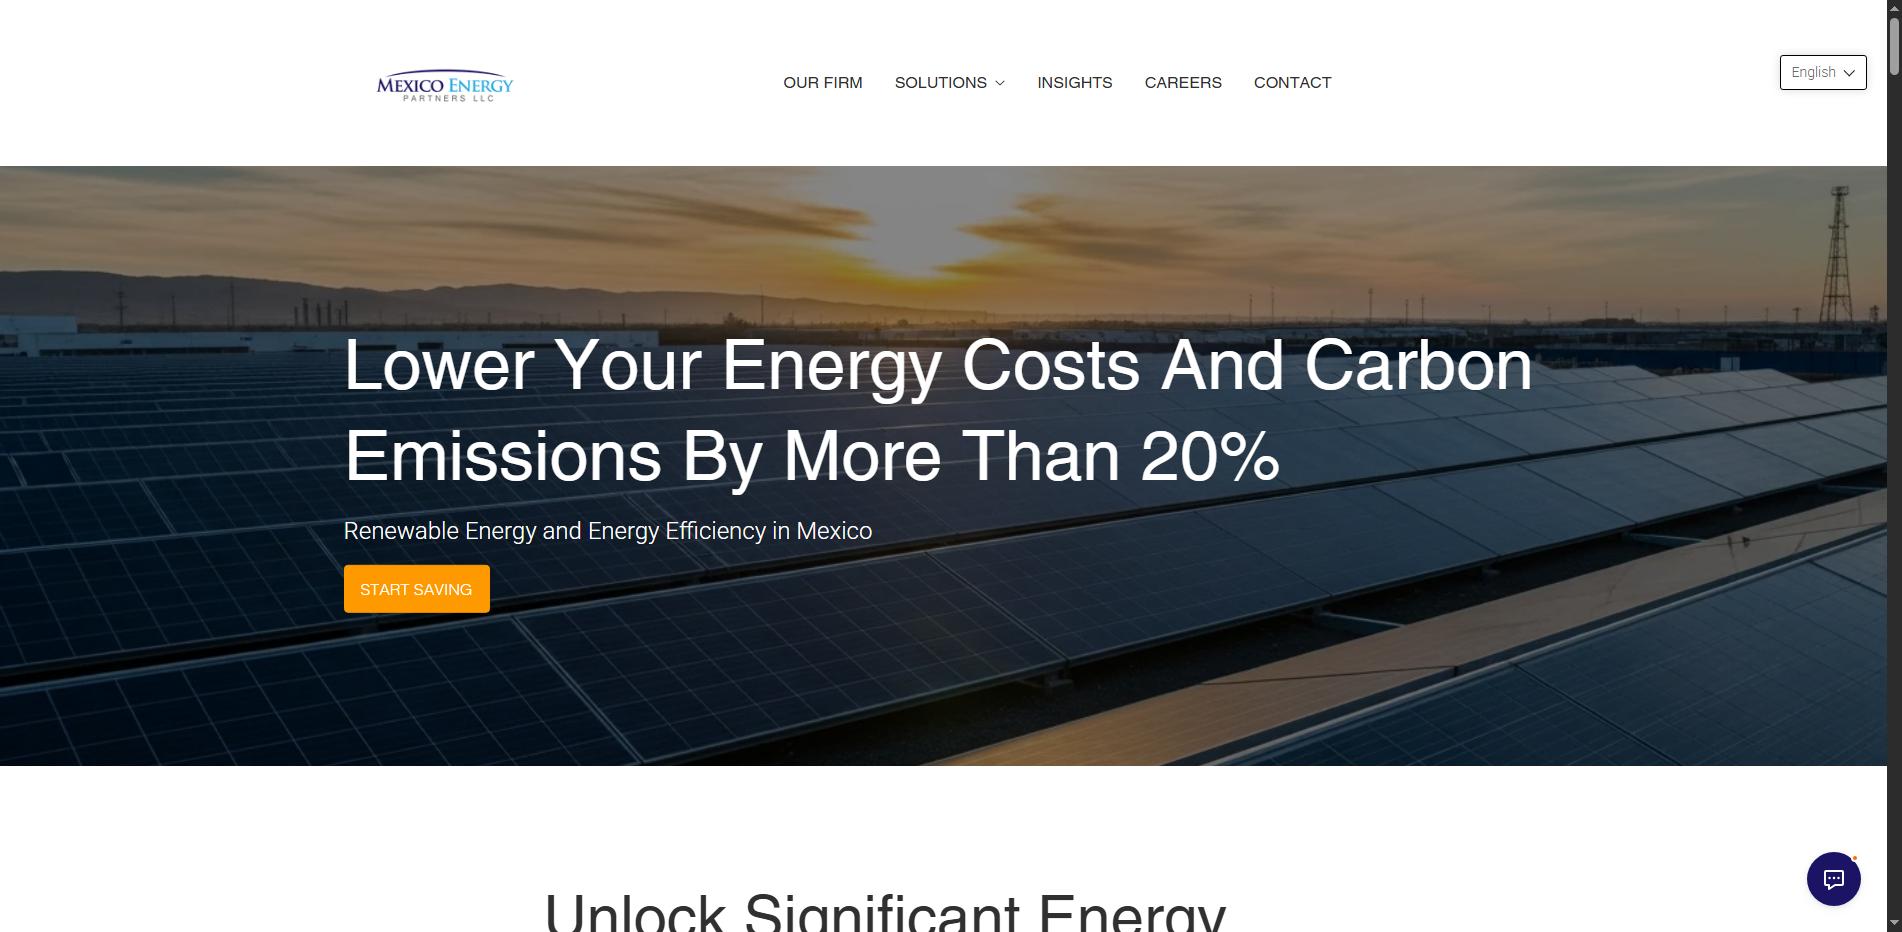 MEXICO ENERGY
PARTNERS LLC
OUR FIRM
SOLUTIONS
INSIGHTS
CAREERS
CONTACT
English
Lower Your Energy Costs And Carbon
Emissions By More Than 20%
Renewable Energy and Energy Efficiency in Mexico
START SAVING
Unlock Significant Energy